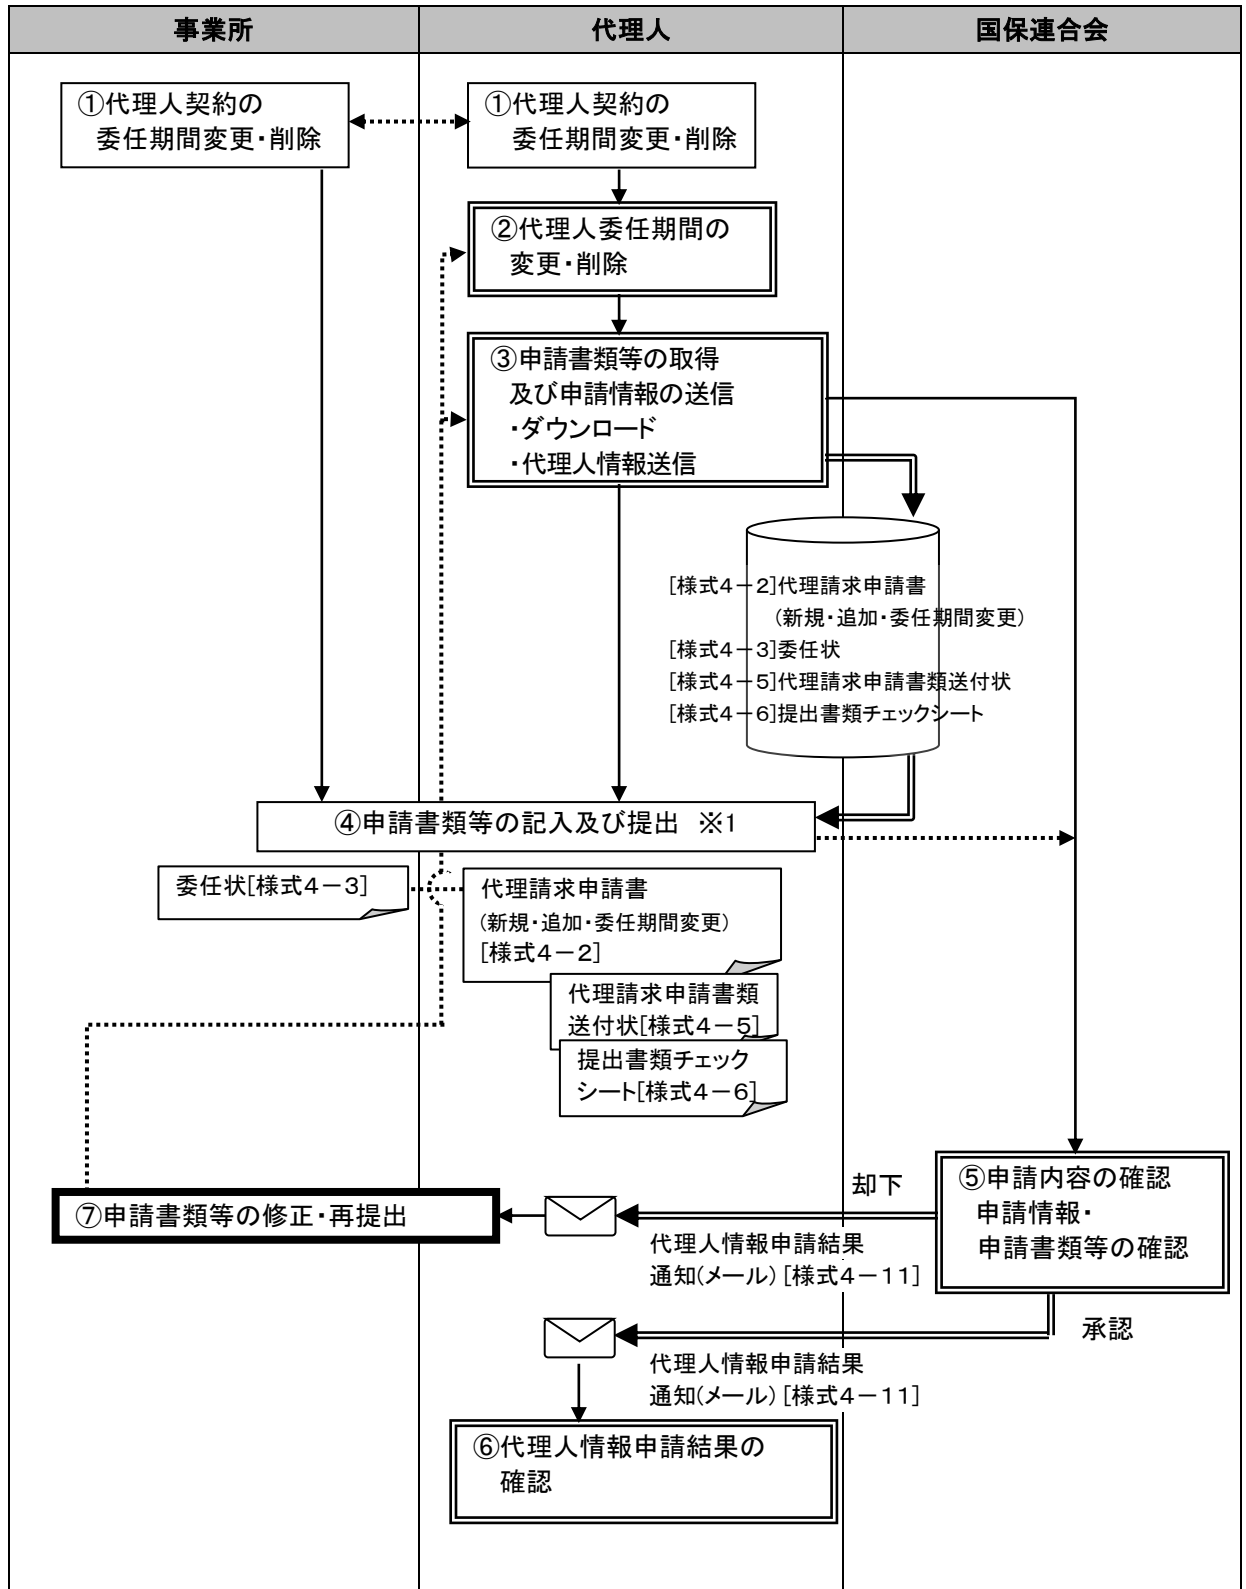 事業所
代理人
国保連合会
①代理人契約の
委任期間変更・削除
①代理人契約の
委任期間変更・削除
②代理人委任期間の
変更・削除
③申請書類等の取得
及び申請情報の送信
・ダウンロード
・代理人情報送信
[様式4-2]代理請求申請書
(新規・追加・委任期間変更)
[様式4-3]委任状
[様式4-5]代理請求申請書類送付状
[様式4-6]提出書類チェックシート
④申請書類等の記入及び提出 ※1
委任状[様式4-3]
代理請求申請書
(新規・追加・委任期間変更)
[様式4-2]
代理請求申請書類
送付状[様式4-5]
提出書類チェック
シート[様式4-6]
却下
⑤申請内容の確認
申請情報・
申請書類等の確認
⑦申請書類等の修正・再提出
代理人情報申請結果
通知(メール) [様式4-11]
承認
代理人情報申請結果
通知(メール) [様式4-11]
⑥代理人情報申請結果の
確認